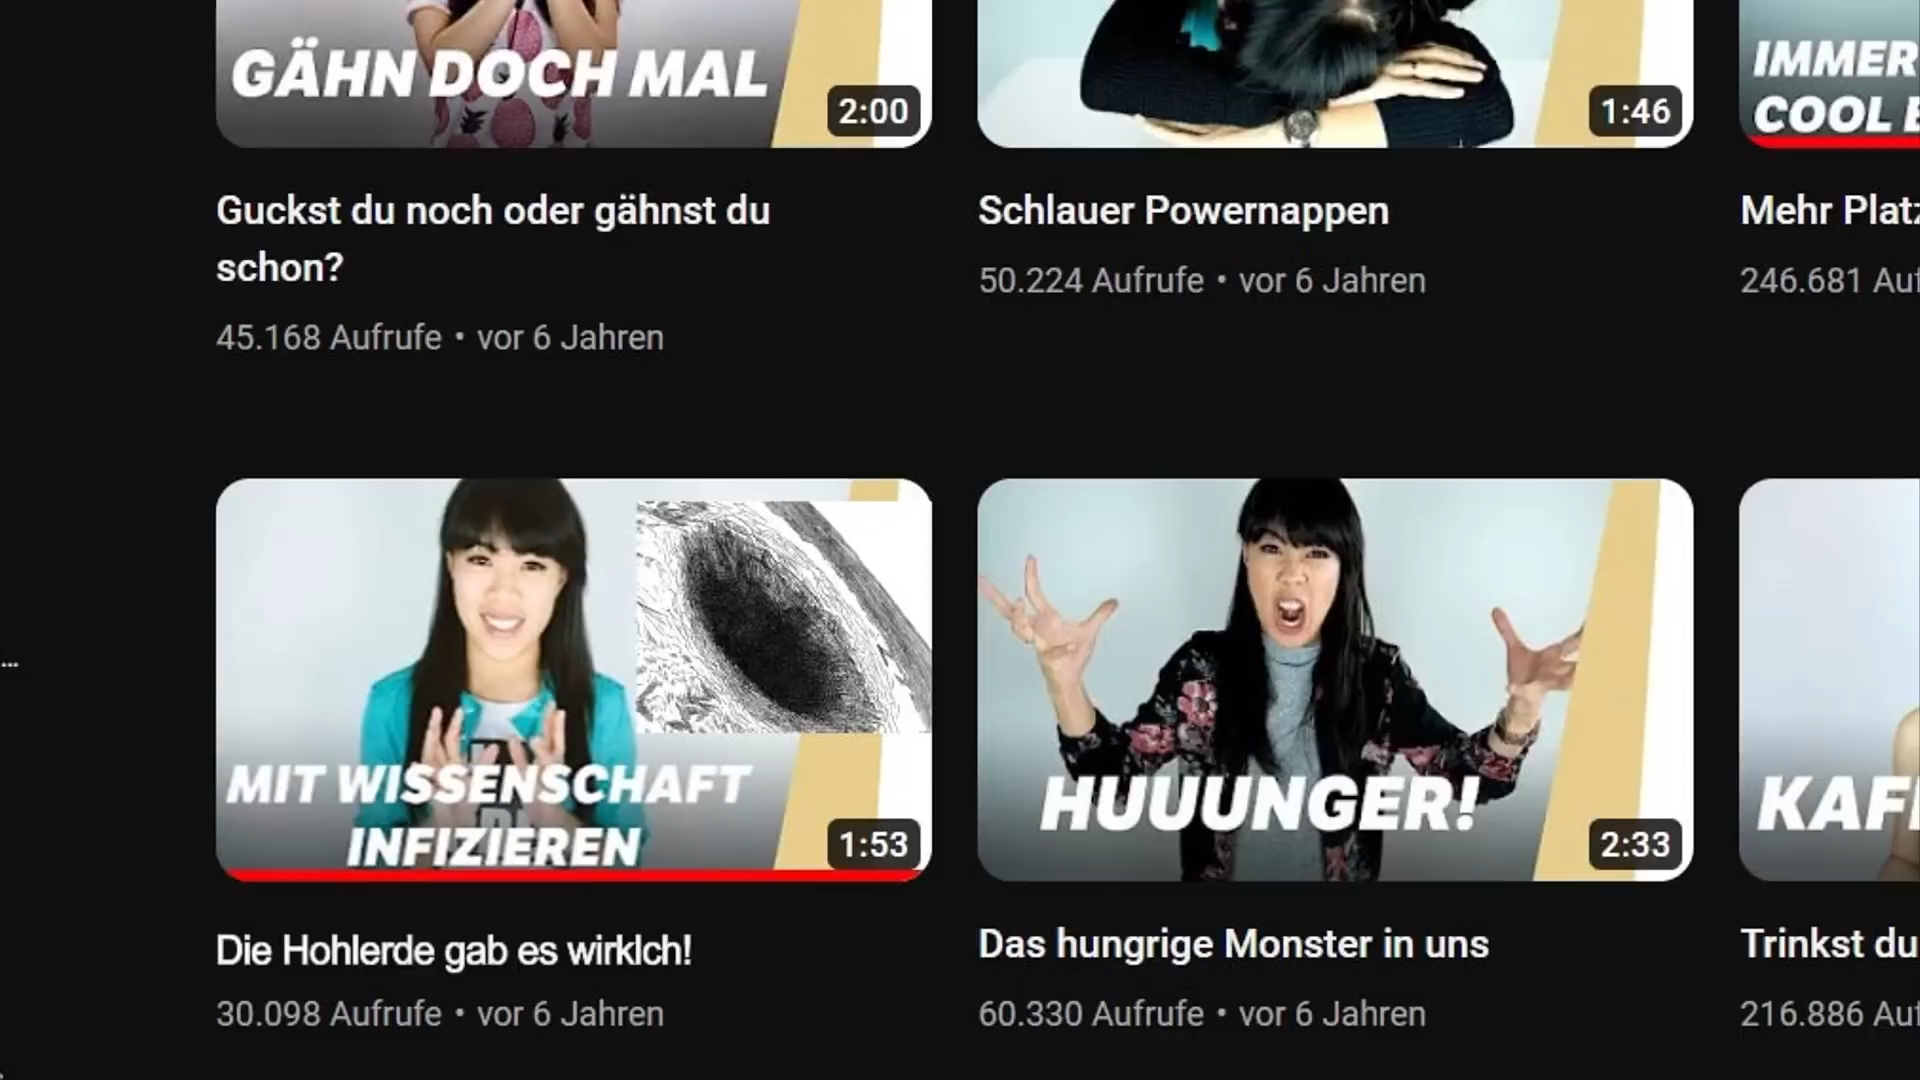 GÄHN DOCH MAL
2:00
1:46
IMMER
COOL
Guckst du noch oder gähnst du
schon?
45.168 Aufrufe • vor 6 Jahren
Schlauer Powernappen
50.224 Aufrufe • vor 6 Jahren
Mehr Platz
246.681 Auf
...
MIT WISSENSCHAFT
INFIZIEREN
1:53
HUUUNGER!
2:33
KAF
Die Hohlerde gab es wirklch!
30.098 Aufrufe • vor 6 Jahren
Das hungrige Monster in uns
60.330 Aufrufe • vor 6 Jahren
Trinkst du
216.886 Auf